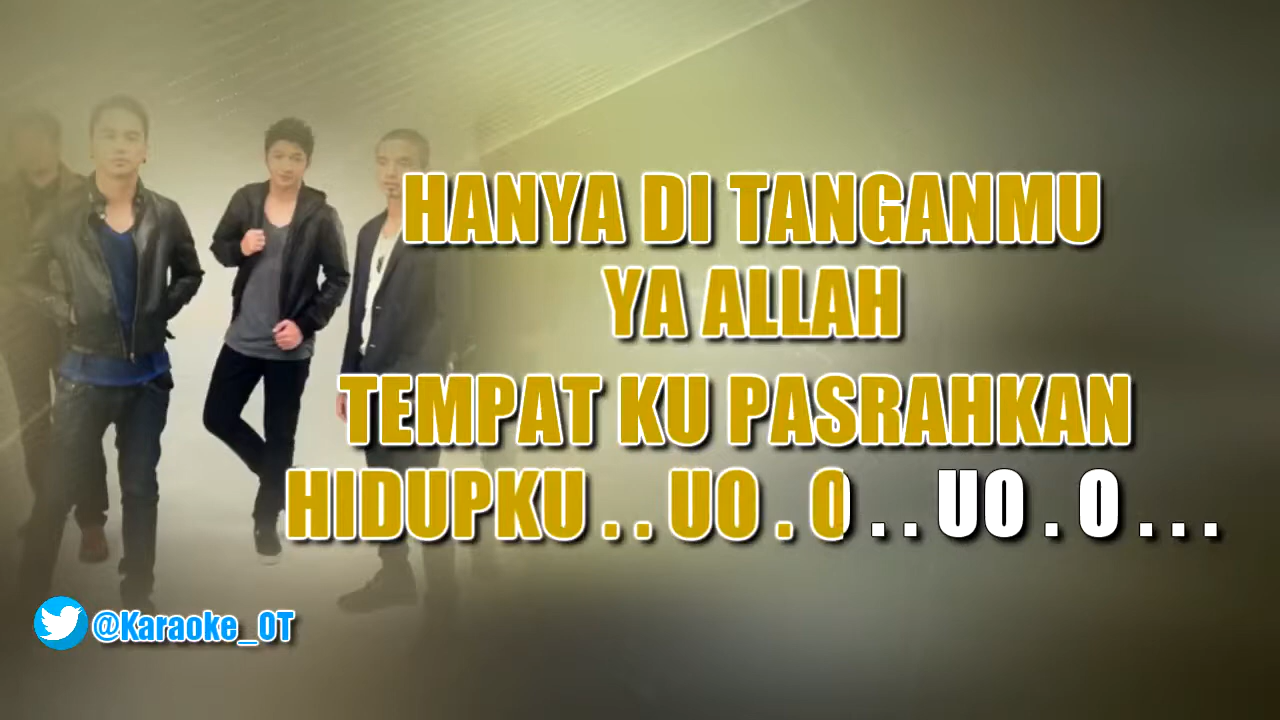 HANYA DI TANGANMU
YA ALLAH
TEMPAT KU PASRAHKAN
HIDUPKU . . UO . O . . UO . O . . .
@Karaoke_OT